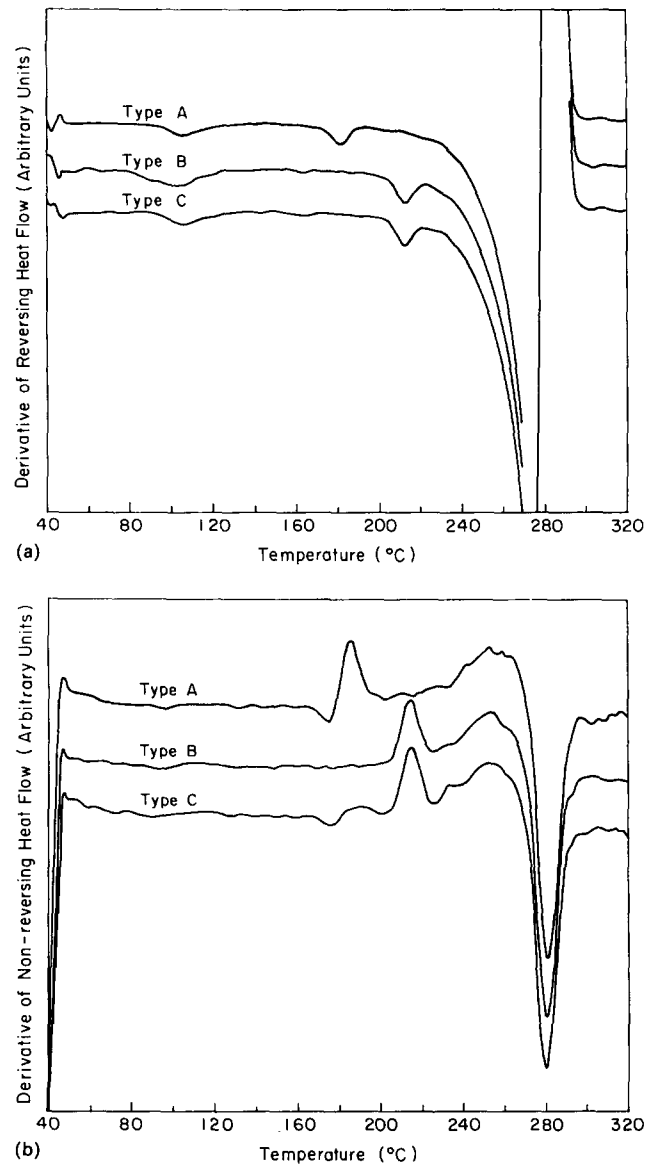 Derivative of Reversing Heat Flow (Arbitrary Units)
Type A
Type B
Type C
40 80 120 160 200 240 280 320
(a) Temperature (°C)
Derivative of Non-reversing Heat Flow (Arbitrary Units)
Type A
Type B
Type C
40 80 120 160 200 240 280 320
(b) Temperature (°C)